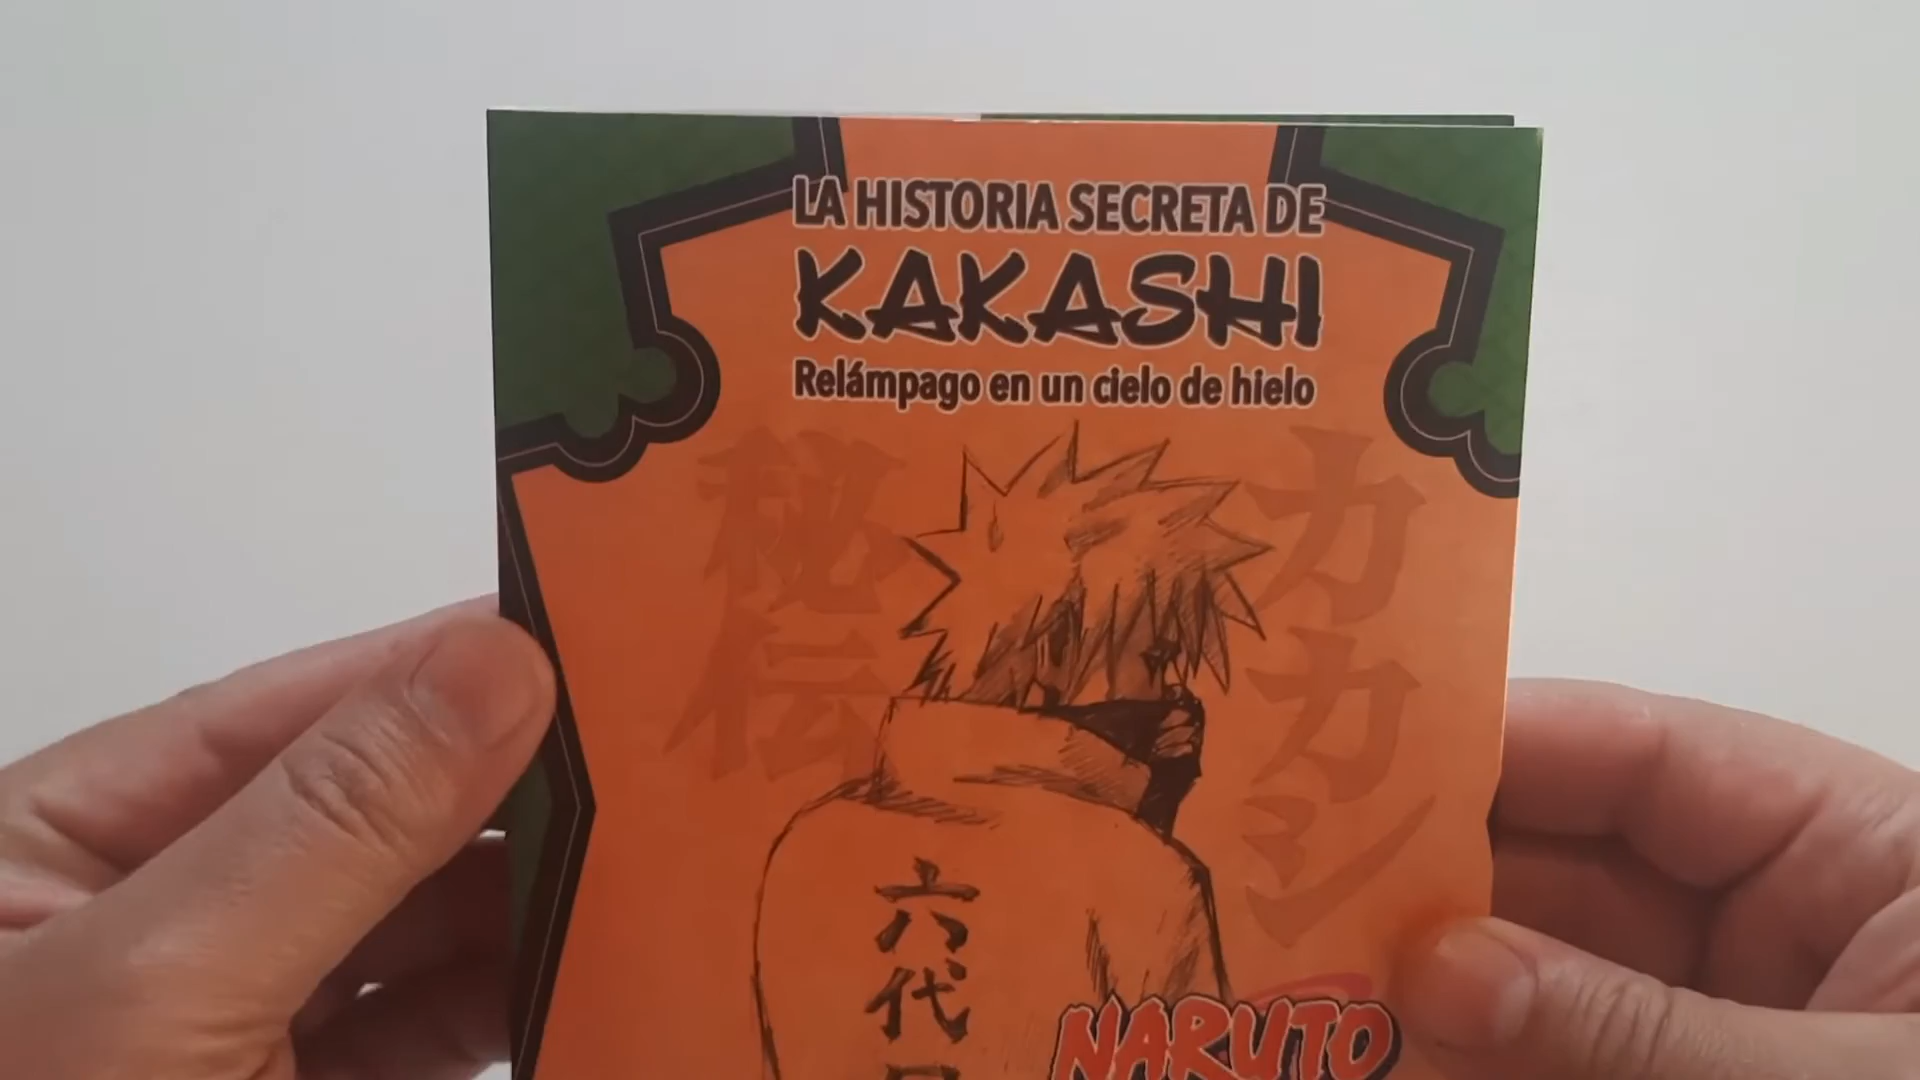 LA HISTORIA SECRETA DE
KAKASHI
Relámpago en un cielo de hielo
カカシ
秘伝
六代
NARUTO